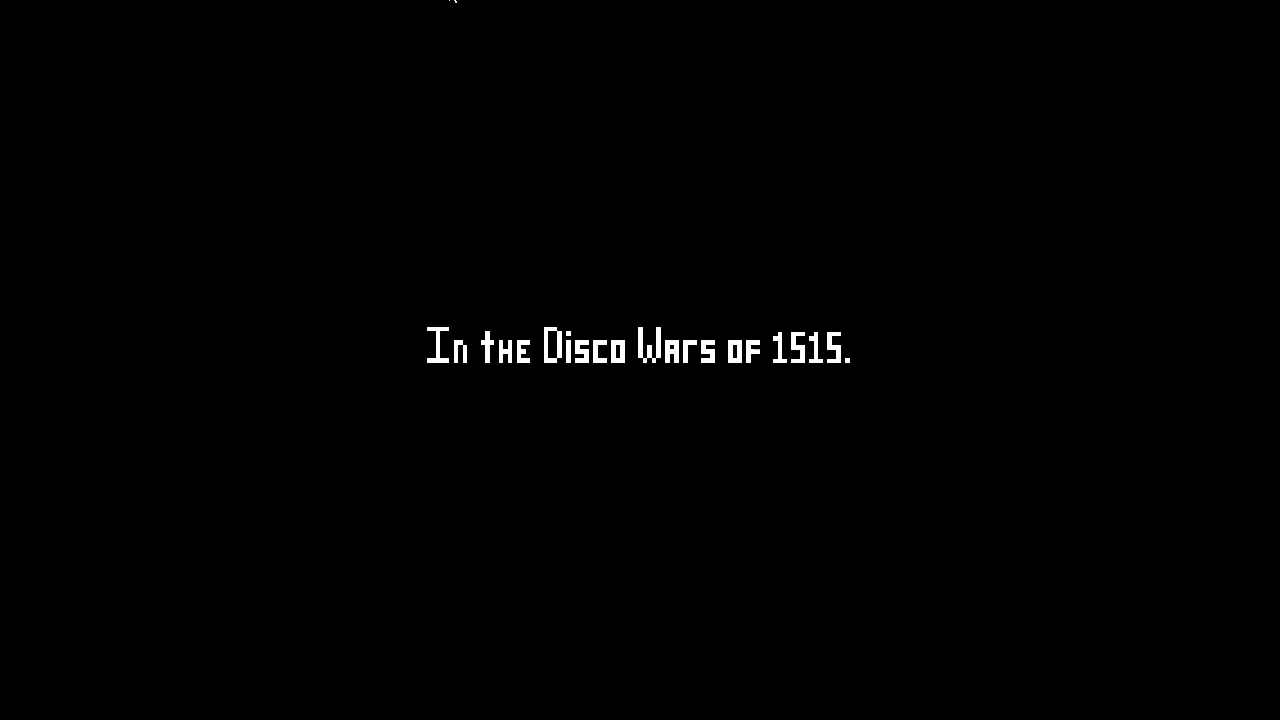 In the Disco Wars of 1515.